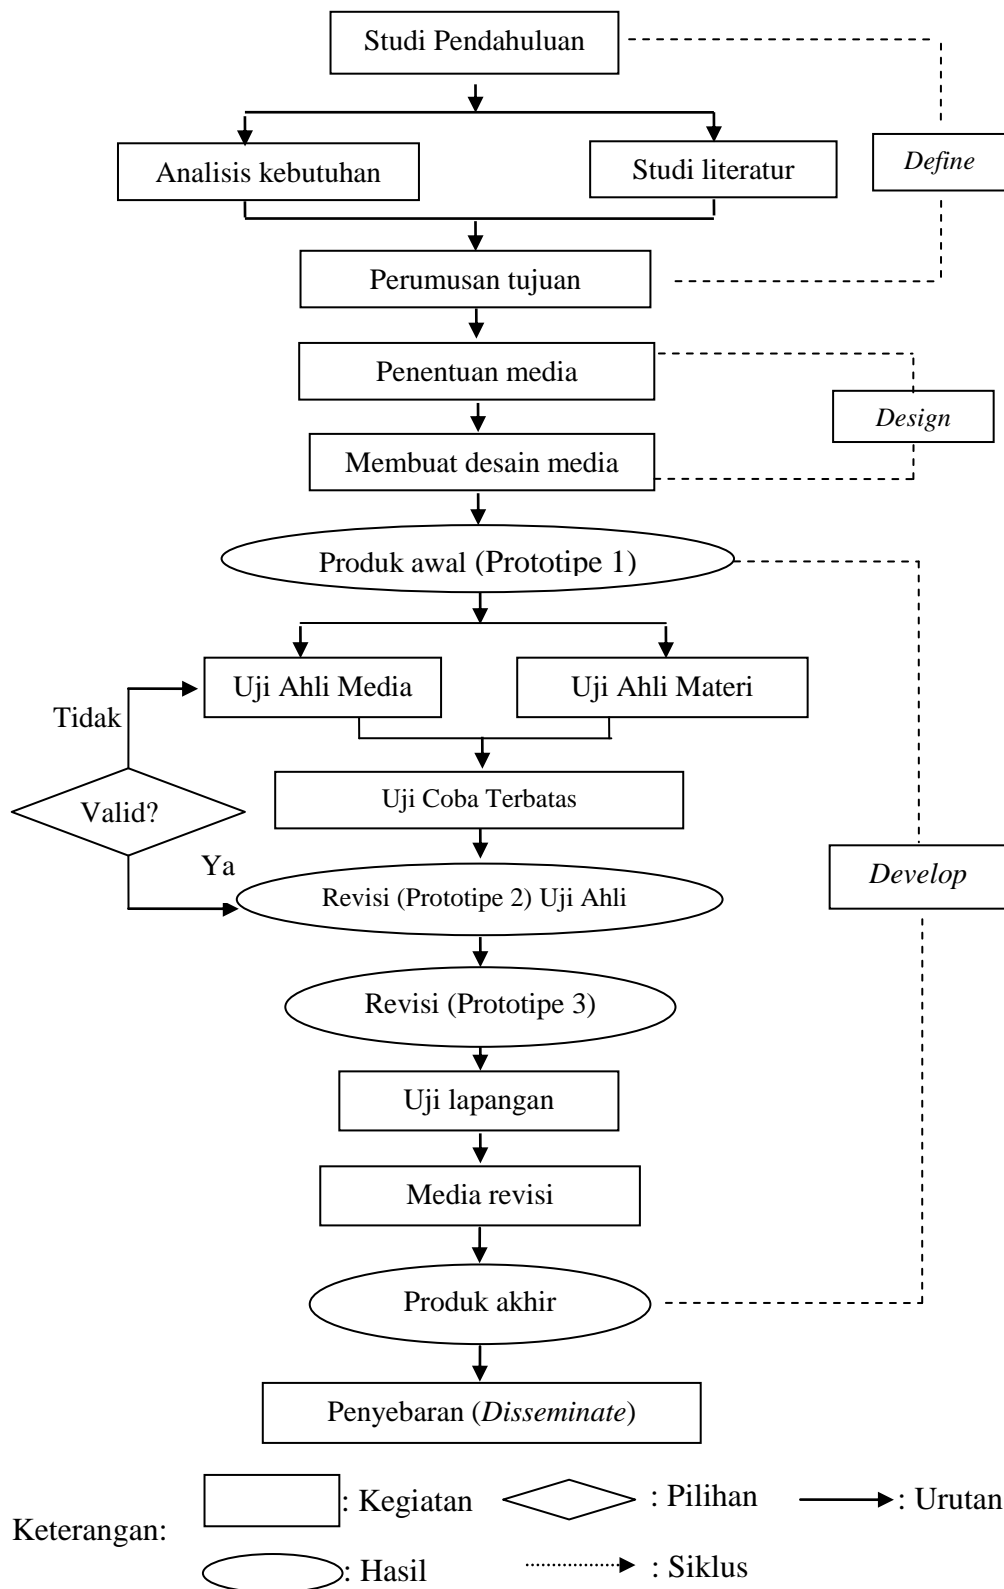 Studi Pendahuluan
Analisis kebutuhan
Studi literatur
Define
Perumusan tujuan
Penentuan media
Design
Membuat desain media
Produk awal (Prototipe 1)
Uji Ahli Media
Uji Ahli Materi
Tidak
Valid?
Uji Coba Terbatas
Ya
Revisi (Prototipe 2) Uji Ahli
Develop
Revisi (Prototipe 3)
Uji lapangan
Media revisi
Produk akhir
Penyebaran (Disseminate)
Keterangan:
: Kegiatan
: Pilihan
: Urutan
: Hasil
: Siklus